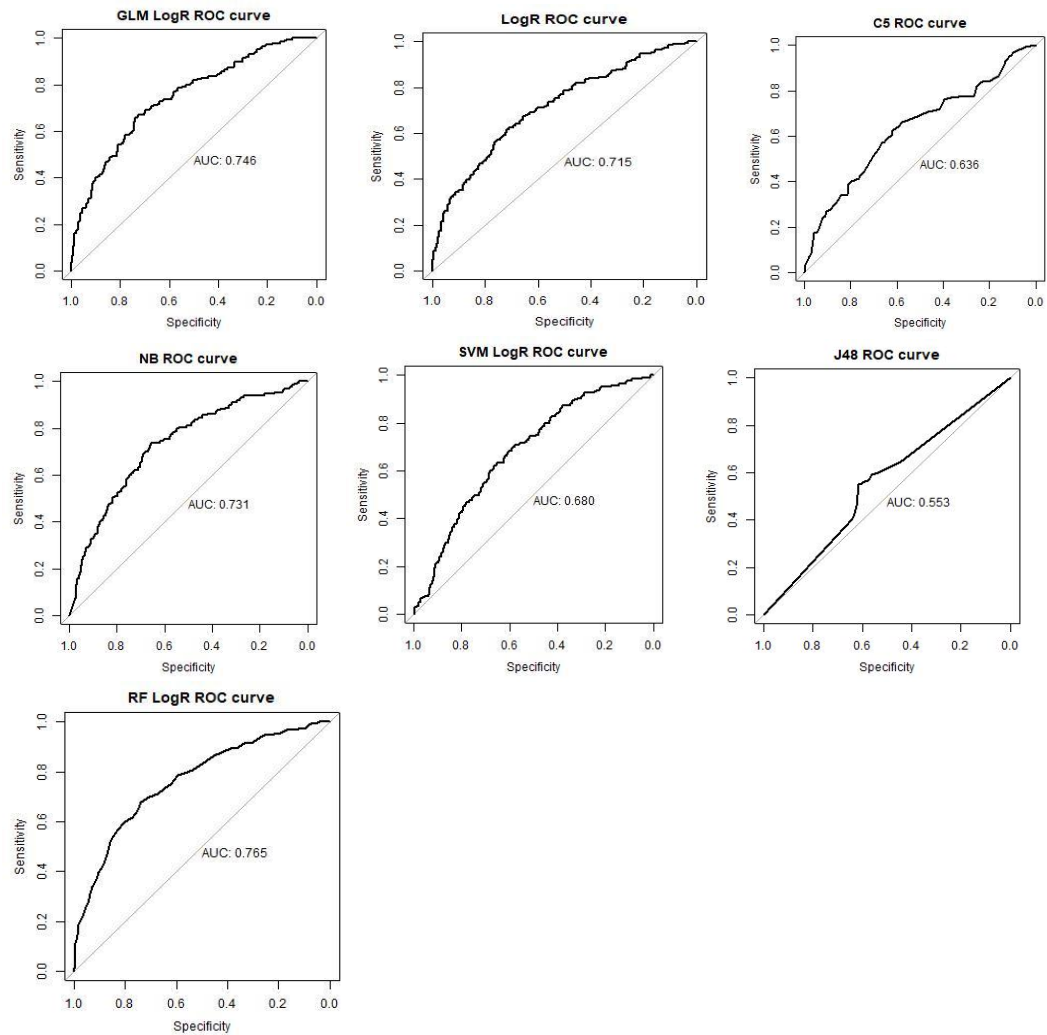 GLM LogR ROC curve
Sensitivity
1.0
0.8
0.6
0.4
0.2
0.0
AUC: 0.746
1.0 0.8 0.6 0.4 0.2 0.0
Specificity
LogR ROC curve
Sensitivity
1.0
0.8
0.6
0.4
0.2
0.0
AUC: 0.715
1.0 0.8 0.6 0.4 0.2 0.0
Specificity
C5 ROC curve
Sensitivity
1.0
0.8
0.6
0.4
0.2
0.0
AUC: 0.636
1.0 0.8 0.6 0.4 0.2 0.0
Specificity
NB ROC curve
Sensitivity
1.0
0.8
0.6
0.4
0.2
0.0
AUC: 0.731
1.0 0.8 0.6 0.4 0.2 0.0
Specificity
SVM LogR ROC curve
Sensitivity
1.0
0.8
0.6
0.4
0.2
0.0
AUC: 0.680
1.0 0.8 0.6 0.4 0.2 0.0
Specificity
J48 ROC curve
Sensitivity
1.0
0.8
0.6
0.4
0.2
0.0
AUC: 0.553
1.0 0.8 0.6 0.4 0.2 0.0
Specificity
RF LogR ROC curve
Sensitivity
1.0
0.8
0.6
0.4
0.2
0.0
AUC: 0.765
1.0 0.8 0.6 0.4 0.2 0.0
Specificity